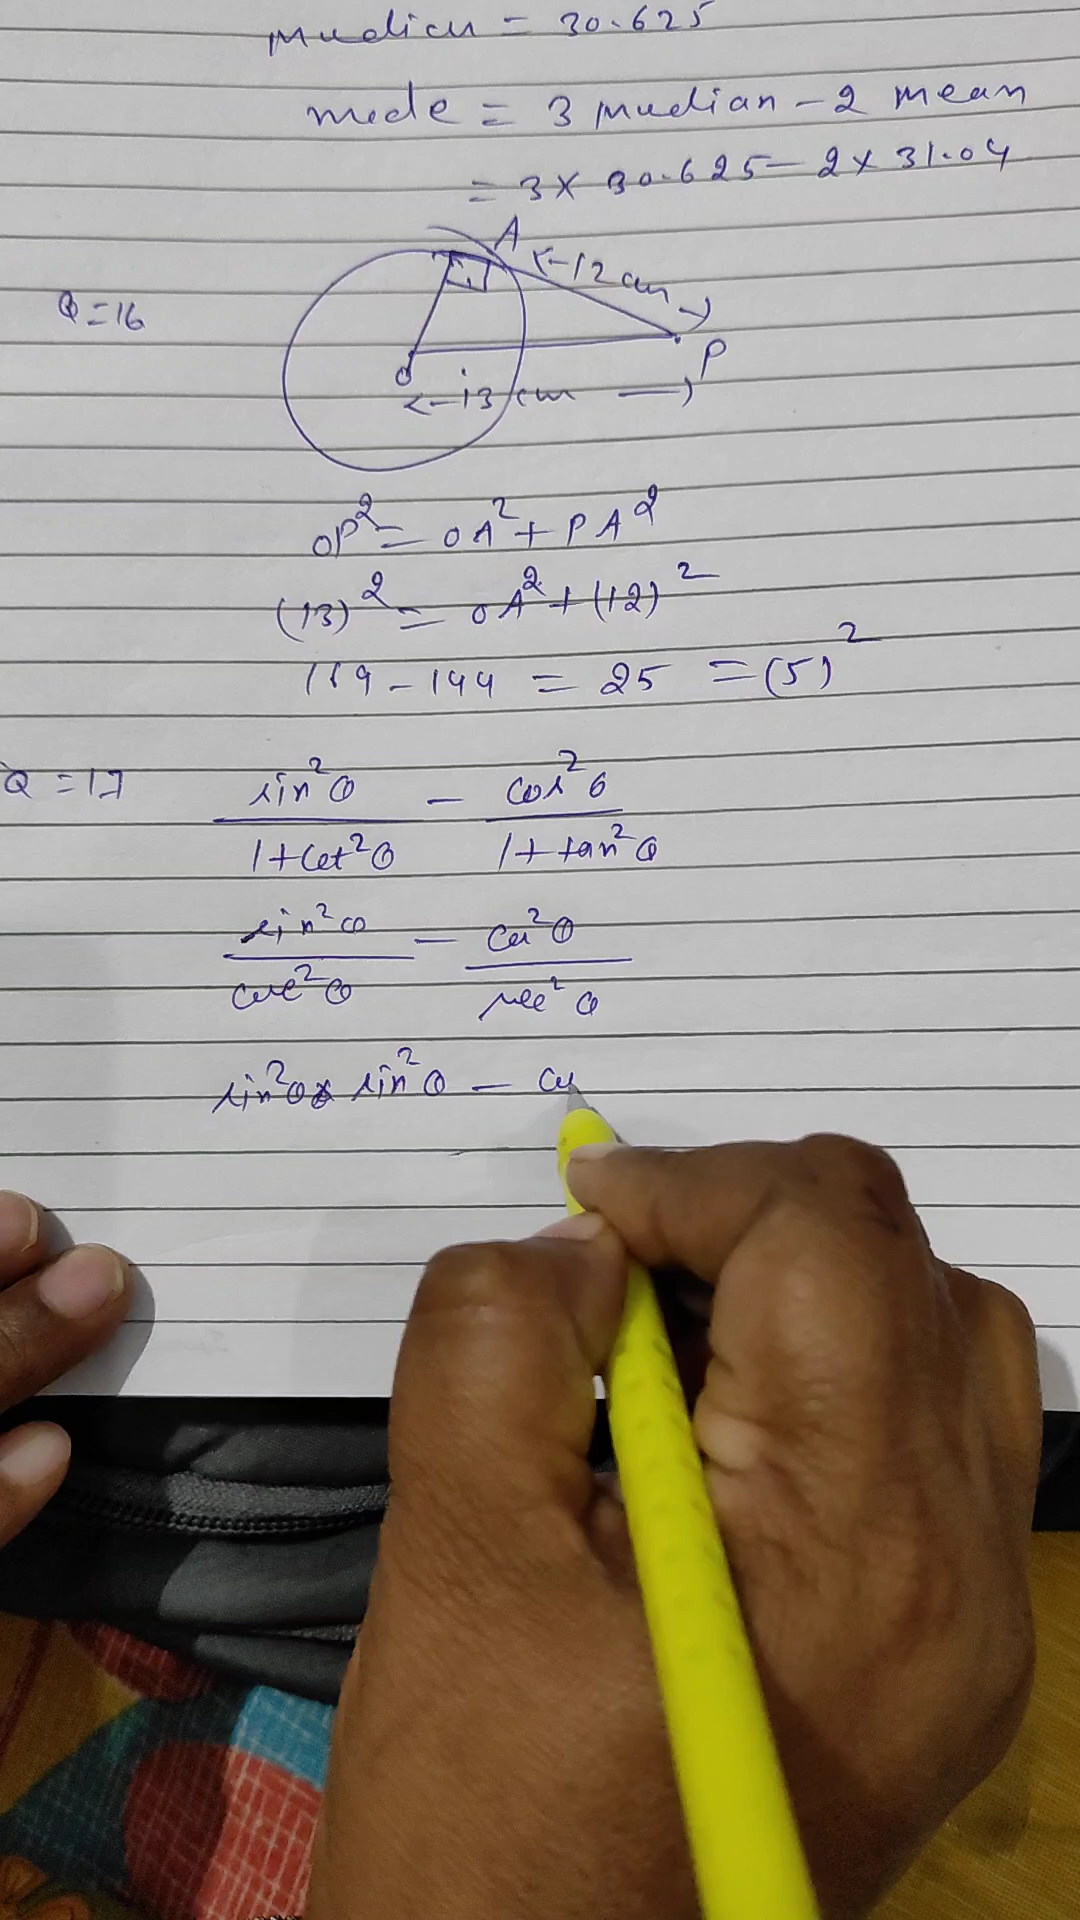 Median = 30.625
mode = 3 Median - 2 Mean
= 3 × 30.625 - 2 × 31.04
Q=16
A
12 cm
O
P
13 cm
OP² = OA² + PA²
(13)² = OA² + (12)²
169 - 144 = 25 = (5)²
Q = 17
sin²θ / 1+cot²θ - cos²θ / 1+tan²θ
sin²θ / cosec²θ - cos²θ / sec²θ
sin²θ × sin²θ - cos